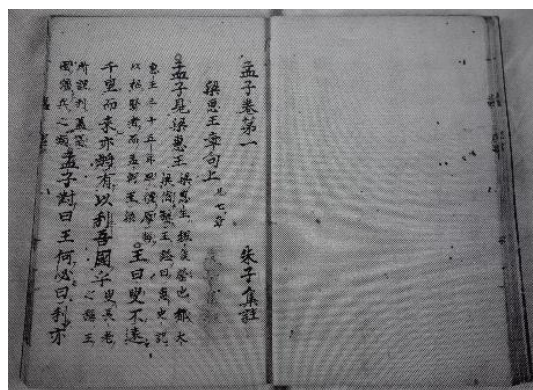 孟子卷第一 朱子集註
梁惠王章句上 凡七章
孟子見梁惠王 梁惠王魏侯罃也都大
梁僭稱王諡曰惠史記
惠王三十五年卑禮厚幣
以招賢者而孟軻至梁 王曰叟不遠
千里而來亦將有以利吾國乎 叟長老
之稱王
所謂利蓋富
國彊兵之類 孟子對曰王何必曰利亦